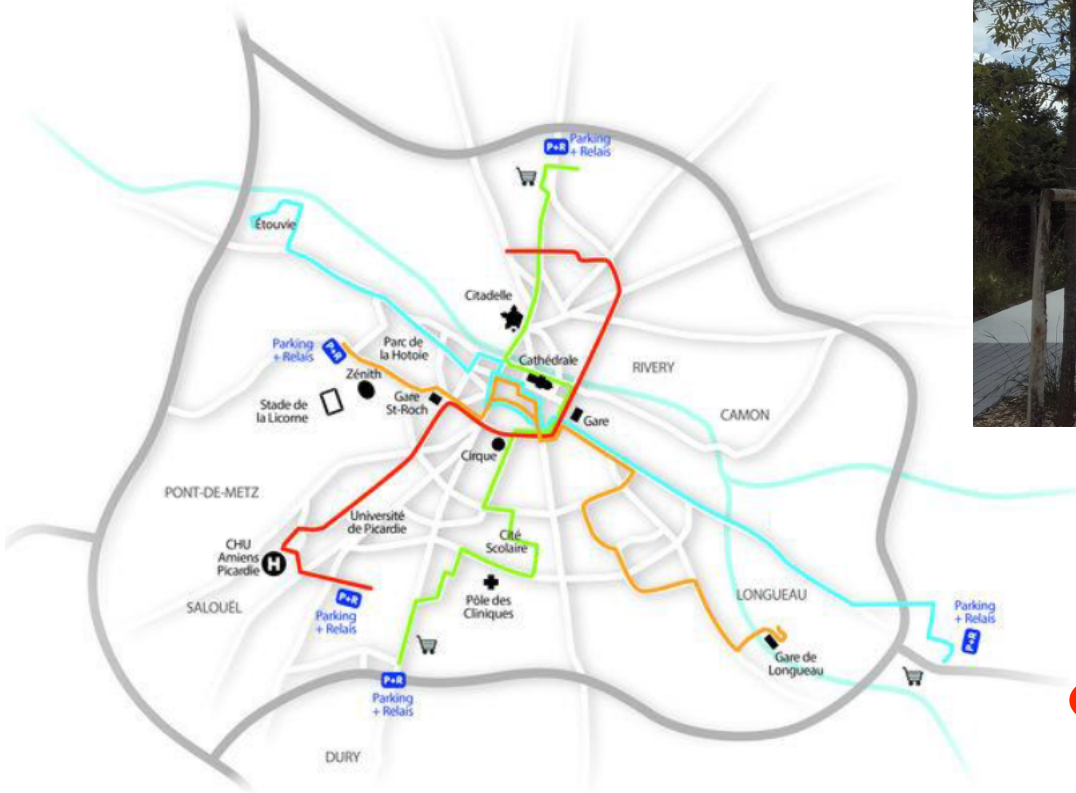 P+R
Parking
+ Relais
Étouvie
Citadelle
Parking
+ Relais
P+R
Parc de
la Hotoie
Cathédrale
RIVERY
Zénith
Stade de
la Licorne
Gare
St-Roch
Gare
CAMON
Cirque
PONT-DE-METZ
Université
de Picardie
Cité
Scolaire
CHU
Amiens
Picardie
H
SALOUËL
P+R
Parking
+ Relais
Pôle des
Cliniques
LONGUEAU
Parking
+ Relais
P+R
Gare de
Longueau
P+R
Parking
+ Relais
DURY